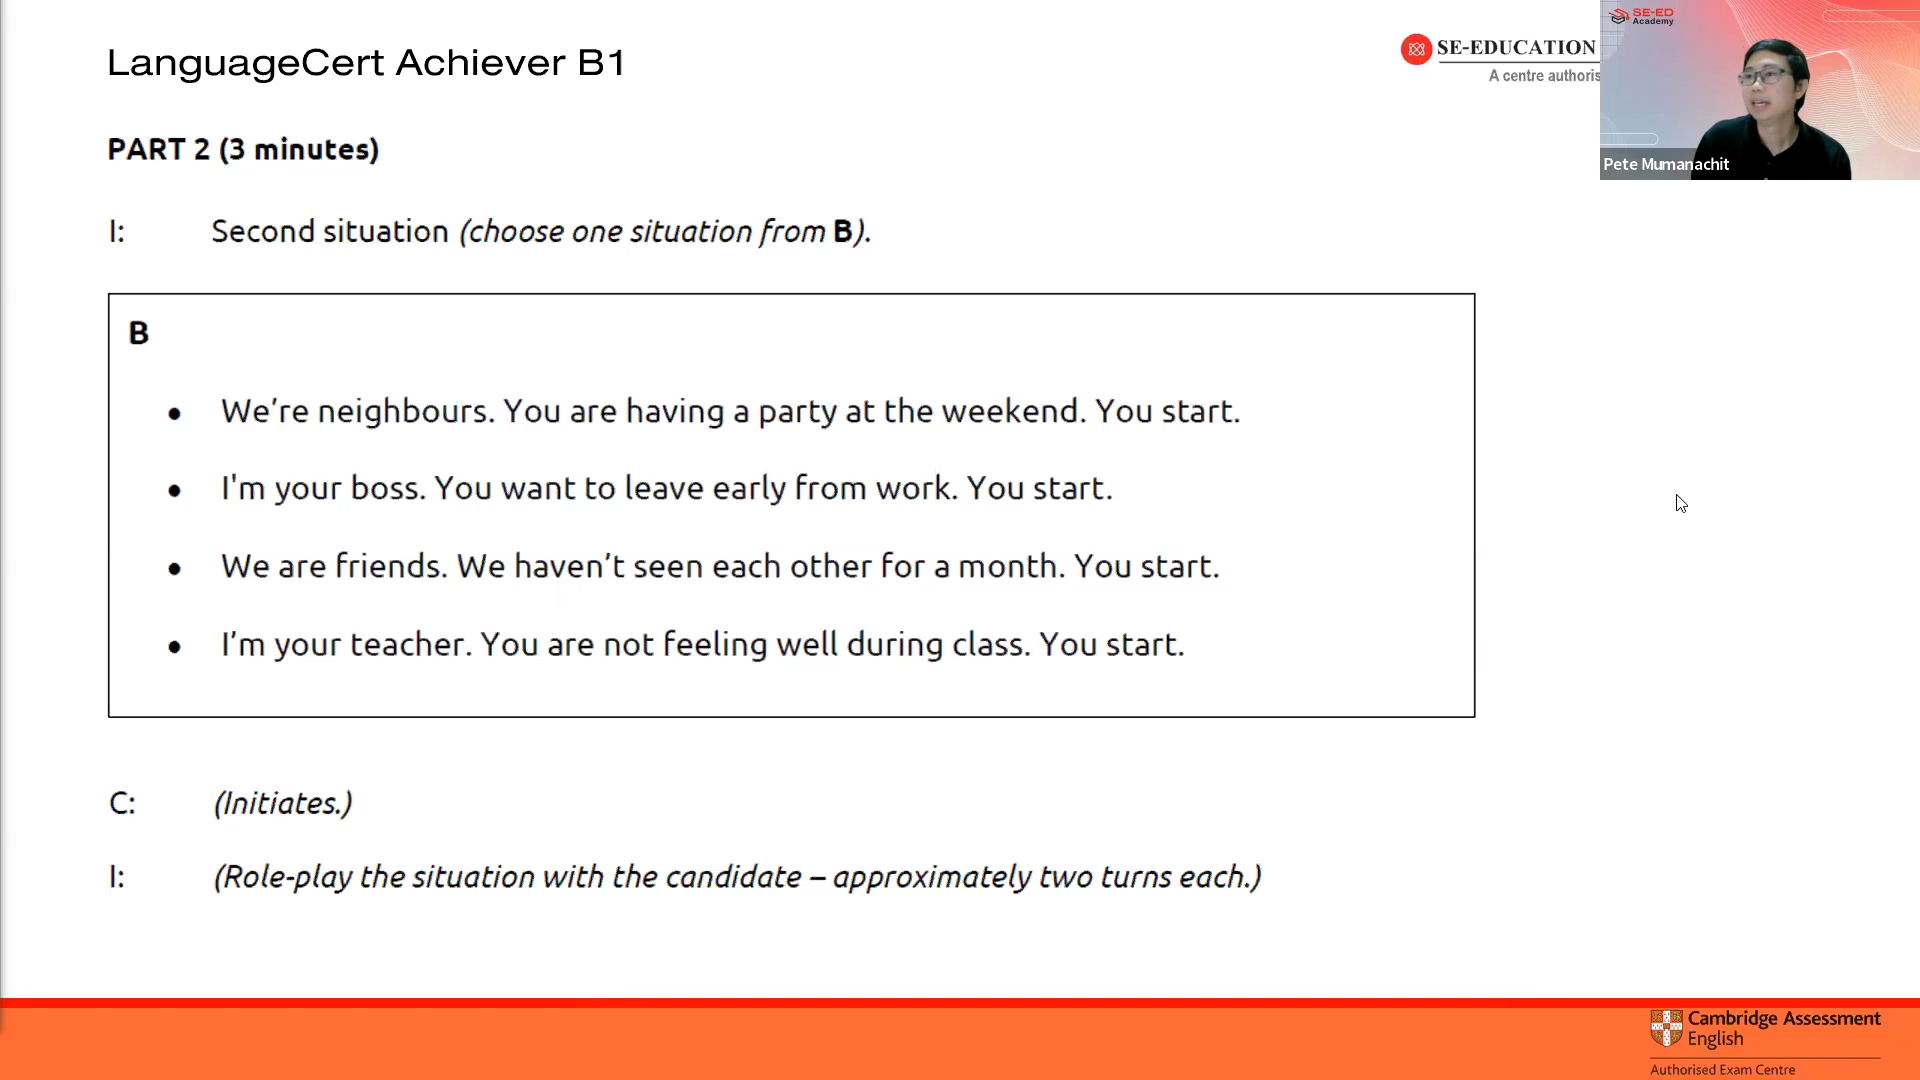 LanguageCert Achiever B1
SE-EDUCATION
A centre authoris
SE-ED
Academy
Pete Mumanachit
PART 2 (3 minutes)
I: Second situation (choose one situation from B).
B
• We’re neighbours. You are having a party at the weekend. You start.
• I'm your boss. You want to leave early from work. You start.
• We are friends. We haven’t seen each other for a month. You start.
• I’m your teacher. You are not feeling well during class. You start.
C: (Initiates.)
I: (Role-play the situation with the candidate – approximately two turns each.)
Cambridge Assessment
English
Authorised Exam Centre